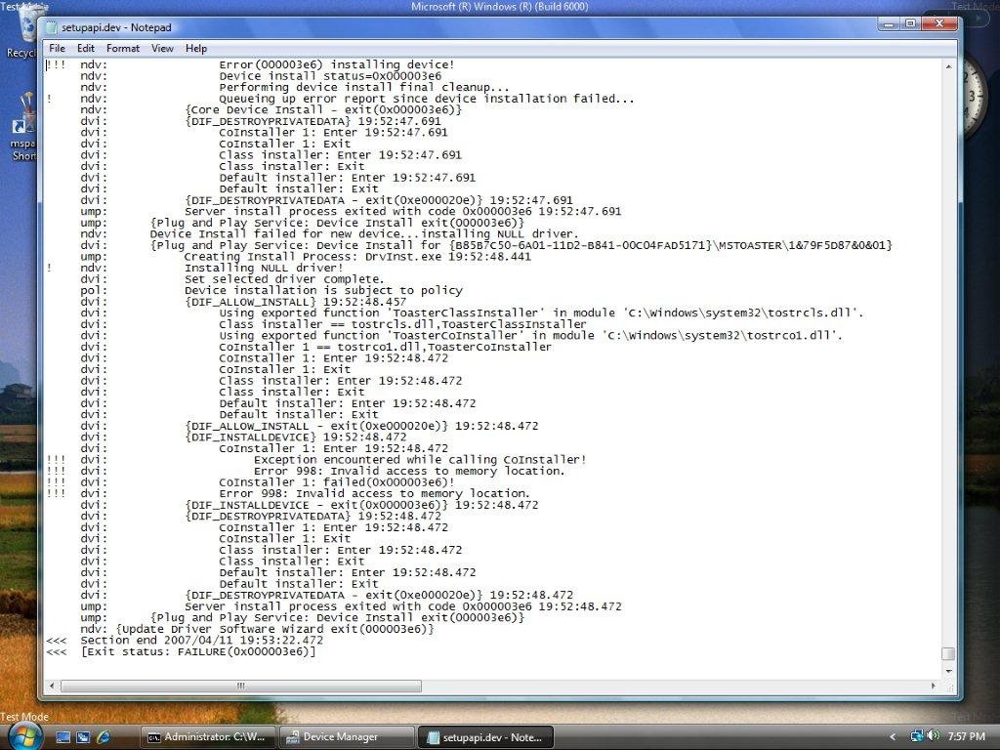 Test Mode
Microsoft (R) Windows (R) (Build 6000)
Test Mode
Recycl
mspa
Short
setupapi.dev - Notepad
File Edit Format View Help
!!! ndv: Error(000003e6) installing device!
ndv: Device install status=0x000003e6
ndv: Performing device install final cleanup...
! ndv: Queueing up error report since device installation failed...
ndv: {Core Device Install - exit(0x000003e6)}
dvi: {DIF_DESTROYPRIVATEDATA} 19:52:47.691
dvi: CoInstaller 1: Enter 19:52:47.691
dvi: CoInstaller 1: Exit
dvi: Class installer: Enter 19:52:47.691
dvi: Class installer: Exit
dvi: Default installer: Enter 19:52:47.691
dvi: Default installer: Exit
dvi: {DIF_DESTROYPRIVATEDATA - exit(0xe000020e)} 19:52:47.691
ump: Server install process exited with code 0x000003e6 19:52:47.691
ump: {Plug and Play Service: Device Install exit(000003e6)}
ndv: Device Install failed for new device...installing NULL driver.
dvi: {Plug and Play Service: Device Install for {B85B7C50-6A01-11D2-B841-00C04FAD5171}\MSTOASTER\1&79F5D87&0&01}
ump: Creating Install Process: DrvInst.exe 19:52:48.441
! ndv: Installing NULL driver!
dvi: Set selected driver complete.
pol: Device installation is subject to policy
dvi: {DIF_ALLOW_INSTALL} 19:52:48.457
dvi: Using exported function 'ToasterClassInstaller' in module 'C:\Windows\system32\tostrcls.dll'.
dvi: Class installer == tostrcls.dll,ToasterClassInstaller
dvi: Using exported function 'ToasterCoInstaller' in module 'C:\Windows\system32\tostrco1.dll'.
dvi: CoInstaller 1 == tostrco1.dll,ToasterCoInstaller
dvi: CoInstaller 1: Enter 19:52:48.472
dvi: CoInstaller 1: Exit
dvi: Class installer: Enter 19:52:48.472
dvi: Class installer: Exit
dvi: Default installer: Enter 19:52:48.472
dvi: Default installer: Exit
dvi: {DIF_ALLOW_INSTALL - exit(0xe000020e)} 19:52:48.472
dvi: {DIF_INSTALLDEVICE} 19:52:48.472
dvi: CoInstaller 1: Enter 19:52:48.472
!!! dvi: Exception encountered while calling CoInstaller!
!!! dvi: Error 998: Invalid access to memory location.
!!! dvi: CoInstaller 1: failed(0x000003e6)!
!!! dvi: Error 998: Invalid access to memory location.
dvi: {DIF_INSTALLDEVICE - exit(0x000003e6)} 19:52:48.472
dvi: {DIF_DESTROYPRIVATEDATA} 19:52:48.472
dvi: CoInstaller 1: Enter 19:52:48.472
dvi: CoInstaller 1: Exit
dvi: Class installer: Enter 19:52:48.472
dvi: Class installer: Exit
dvi: Default installer: Enter 19:52:48.472
dvi: Default installer: Exit
dvi: {DIF_DESTROYPRIVATEDATA - exit(0xe000020e)} 19:52:48.472
ump: Server install process exited with code 0x000003e6 19:52:48.472
ump: {Plug and Play Service: Device Install exit(000003e6)}
ndv: {Update Driver Software Wizard exit(000003e6)}
<<< Section end 2007/04/11 19:53:22.472
<<< [Exit status: FAILURE(0x000003e6)]
3
4
Test Mode
Test Mode
Administrator: C:\W...
Device Manager
setupapi.dev - Note...
7:57 PM